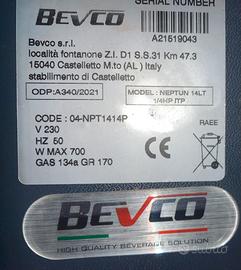 BEVCO
SERIAL NUMBER
A21519043
Bevco s.r.l.
località fontanone Z.I. D1 S.S.31 Km 47.3
15040 Castelletto M.to (AL) Italy
stabilimento di Castelletto
ODP:A340/2021
MODEL: NEPTUN 14LT
1/4HP ITP
CODE: 04-NPT1414P
RAEE
V 230
HZ 50
W MAX 700
GAS 134a GR 170
CE
BEVCO
HIGH QUALITY BEVERAGE SOLUTION